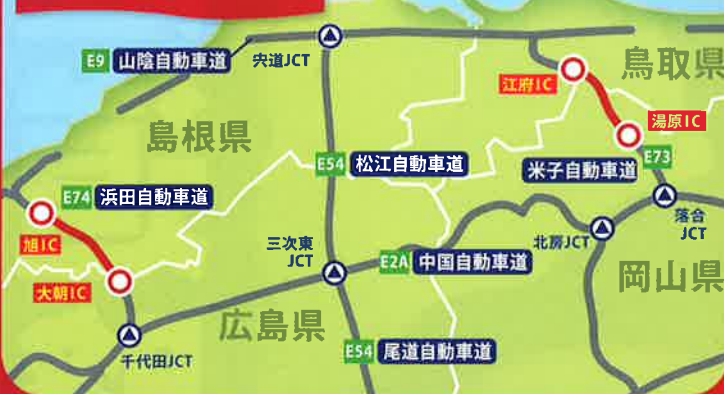 E9 山陰自動車道
宍道JCT
鳥取県
江府IC
湯原IC
島根県
E54 松江自動車道
米子自動車道
E73
E74 浜田自動車道
落合
JCT
旭IC
三次東
JCT
北房JCT
E2A 中国自動車道
大朝IC
岡山県
広島県
千代田JCT
E54 尾道自動車道